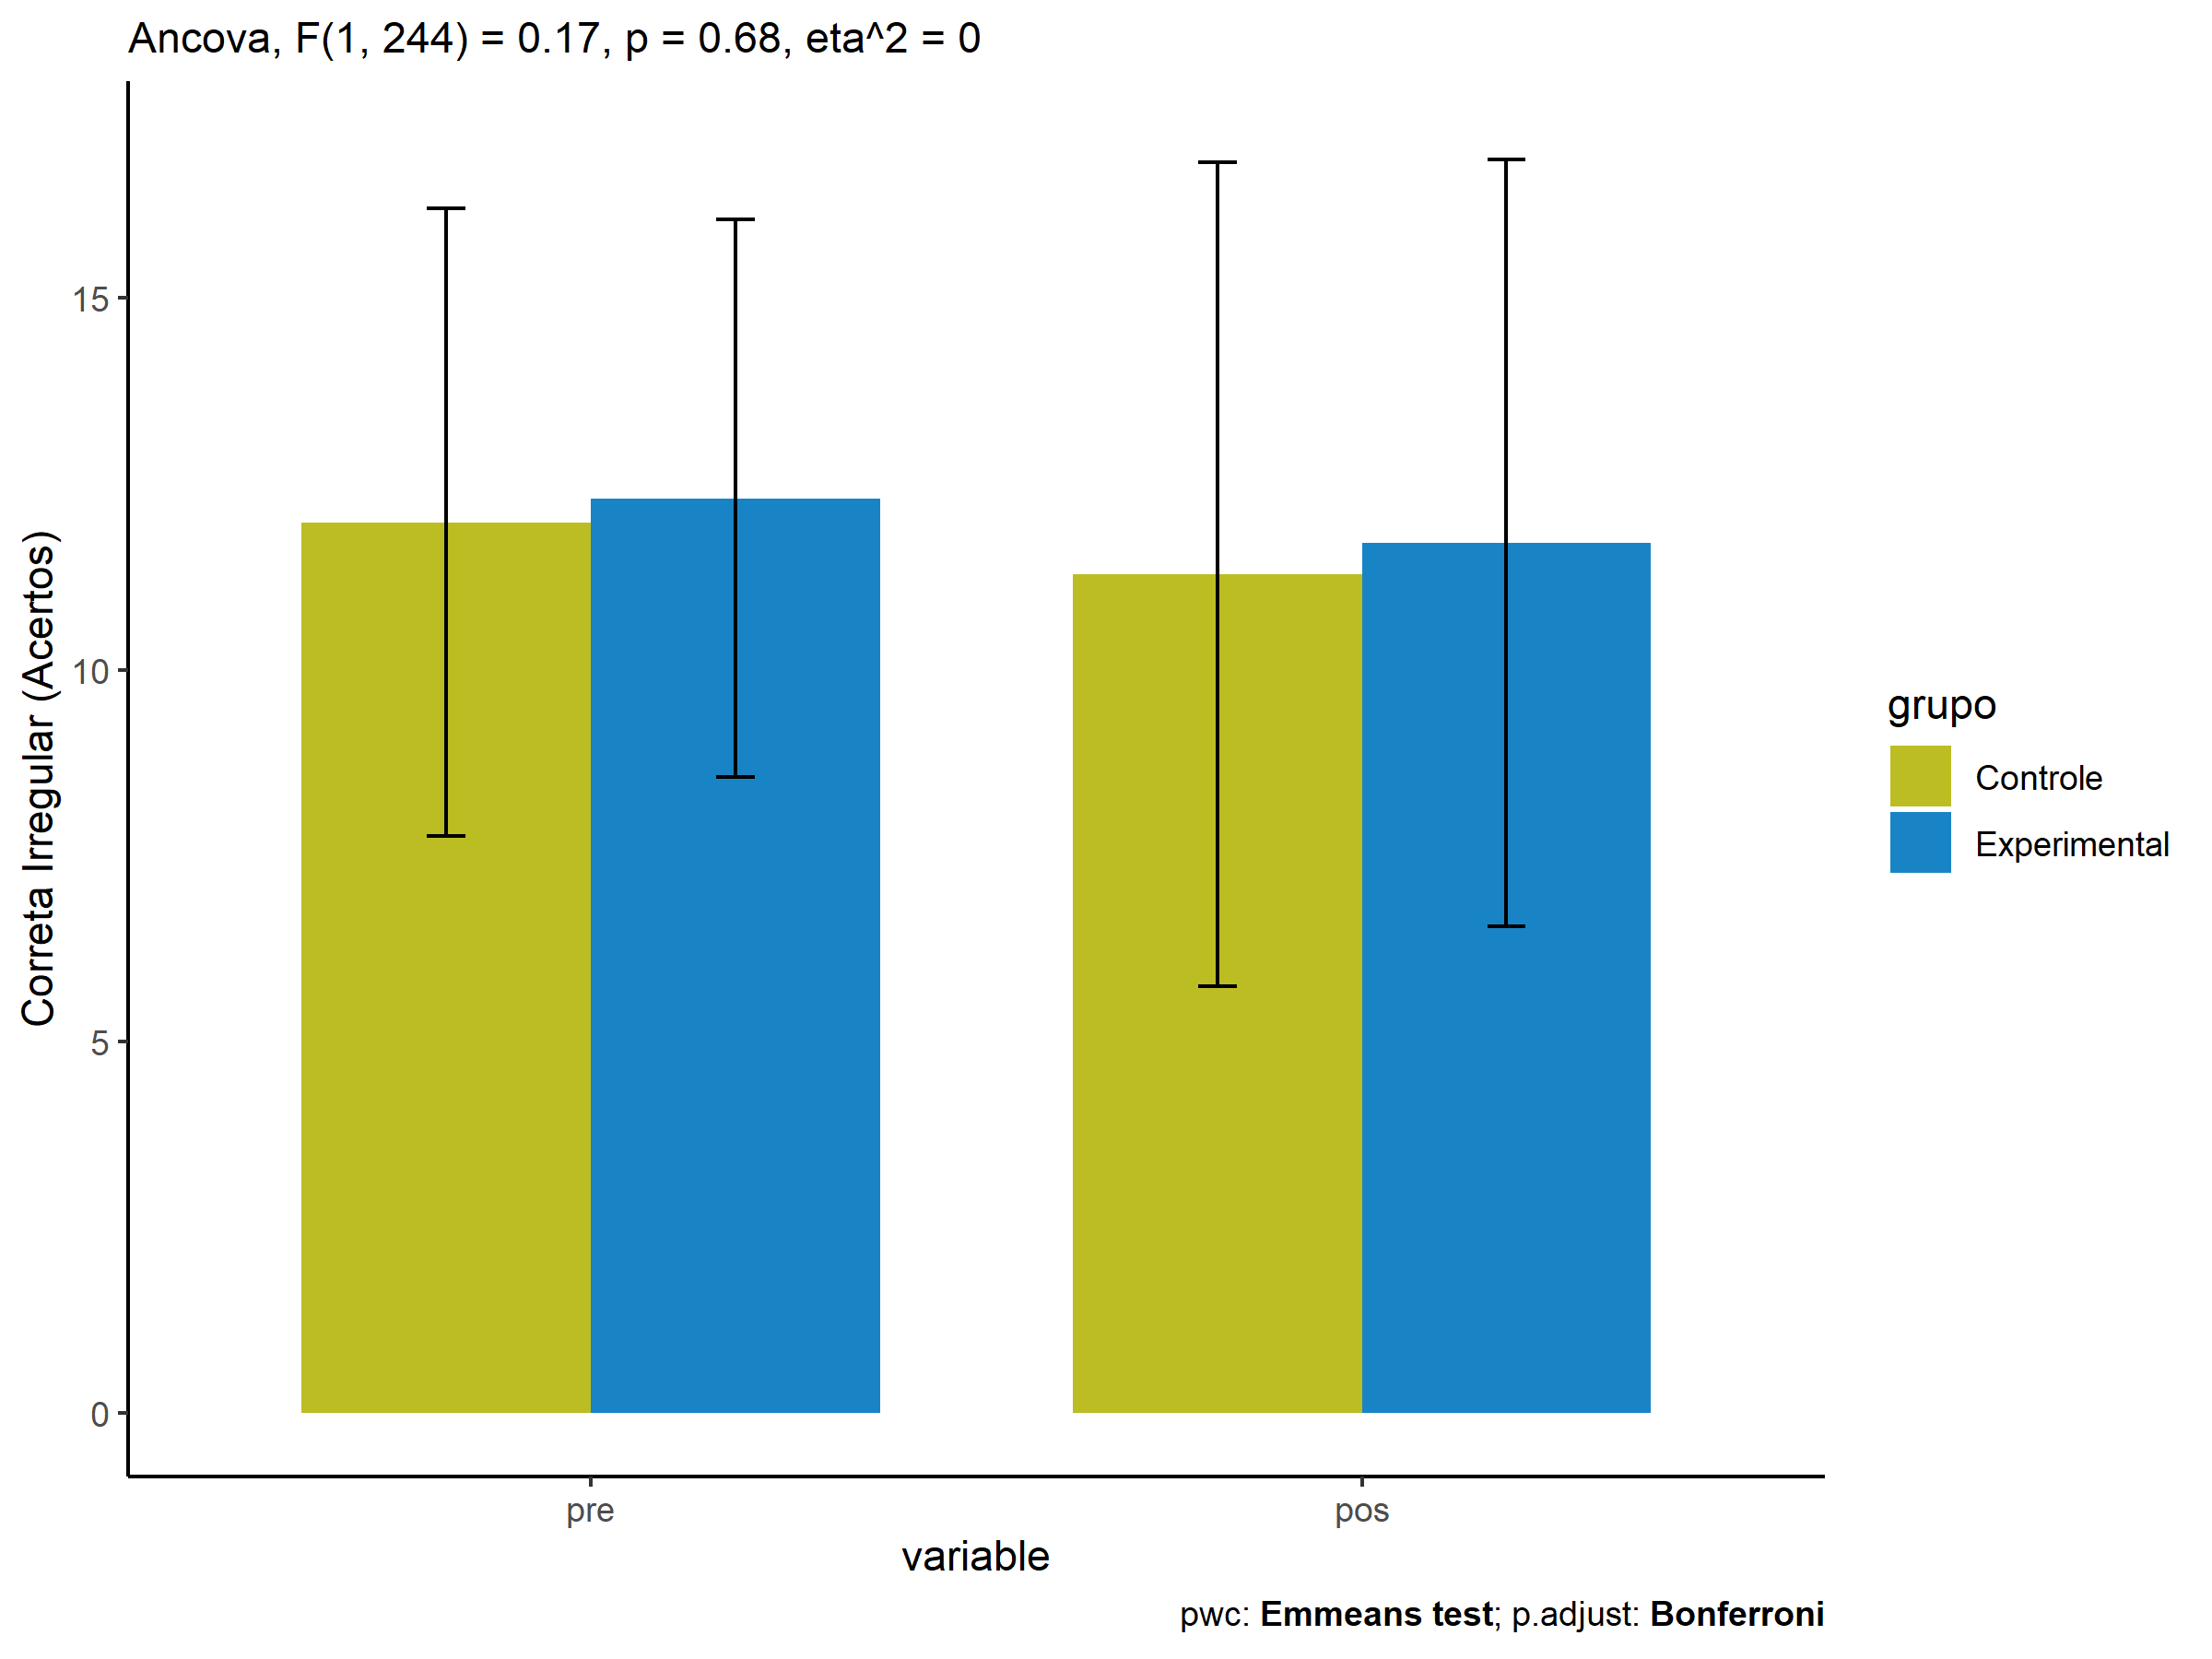 Ancova, F(1, 244) = 0.17, p = 0.68, eta^2 = 0
Correta Irregular (Acertos)
15
10
5
0
pre
pos
variable
grupo
Controle
Experimental
pwc: Emmeans test; p.adjust: Bonferroni